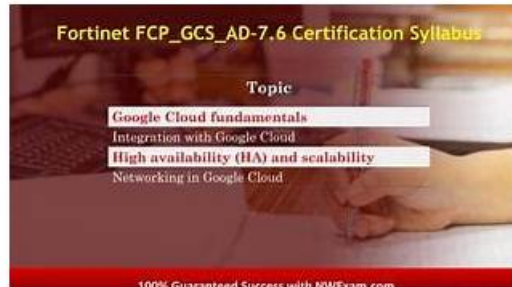 Fortinet FCP_GCS_AD-7.6 Certification Syllabus
Topic
Google Cloud fundamentals
Integration with Google Cloud
High availability (HA) and scalability
Networking in Google Cloud
100% Guaranteed Success with NWExam.com